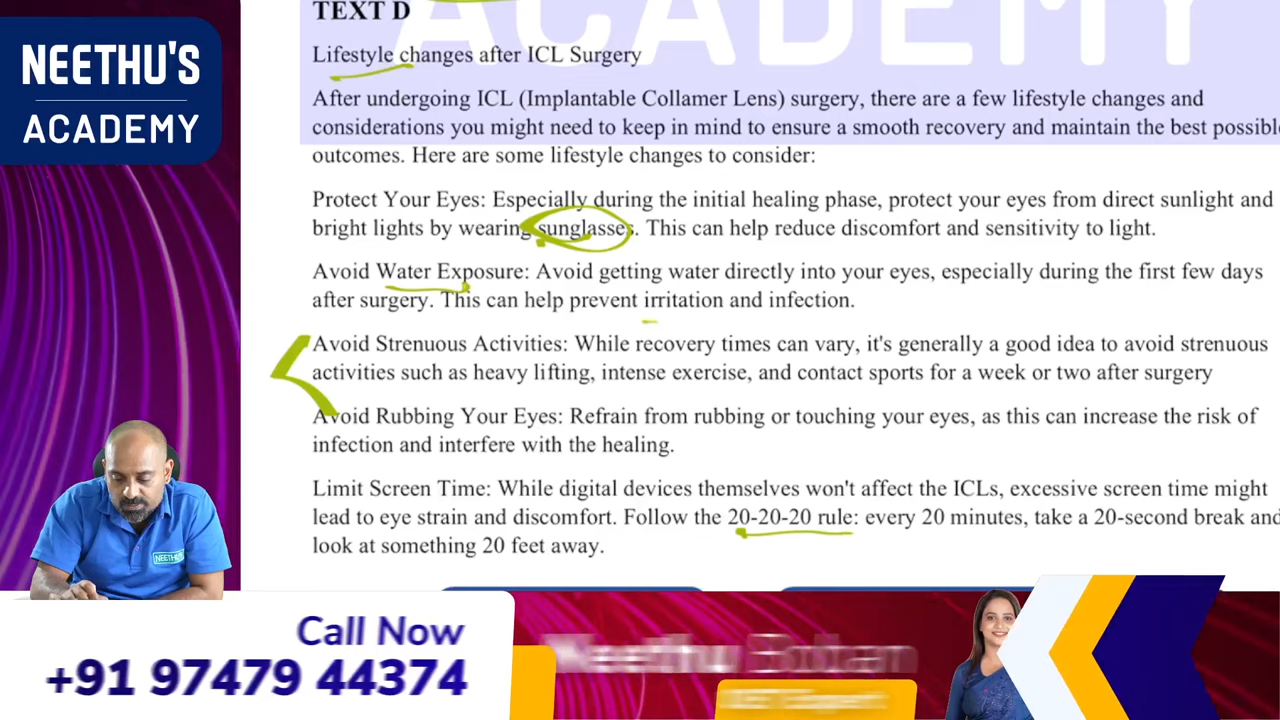 NEETHU'S
ACADEMY
ACADEMY
TEXT D
Lifestyle changes after ICL Surgery
After undergoing ICL (Implantable Collamer Lens) surgery, there are a few lifestyle changes and
considerations you might need to keep in mind to ensure a smooth recovery and maintain the best possible
outcomes. Here are some lifestyle changes to consider:
Protect Your Eyes: Especially during the initial healing phase, protect your eyes from direct sunlight and
bright lights by wearing sunglasses. This can help reduce discomfort and sensitivity to light.
Avoid Water Exposure: Avoid getting water directly into your eyes, especially during the first few days
after surgery. This can help prevent irritation and infection.
Avoid Strenuous Activities: While recovery times can vary, it's generally a good idea to avoid strenuous
activities such as heavy lifting, intense exercise, and contact sports for a week or two after surgery
Avoid Rubbing Your Eyes: Refrain from rubbing or touching your eyes, as this can increase the risk of
infection and interfere with the healing.
Limit Screen Time: While digital devices themselves won't affect the ICLs, excessive screen time might
lead to eye strain and discomfort. Follow the 20-20-20 rule: every 20 minutes, take a 20-second break and
look at something 20 feet away.
NEETHU'S
Call Now
+91 97479 44374
Neethu